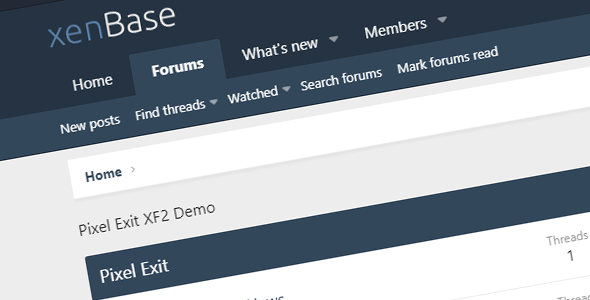 xenBase
Home Forums What's new Members
New posts Find threads Watched Search forums Mark forums read
Home
Pixel Exit XF2 Demo
Pixel Exit
Threads
1